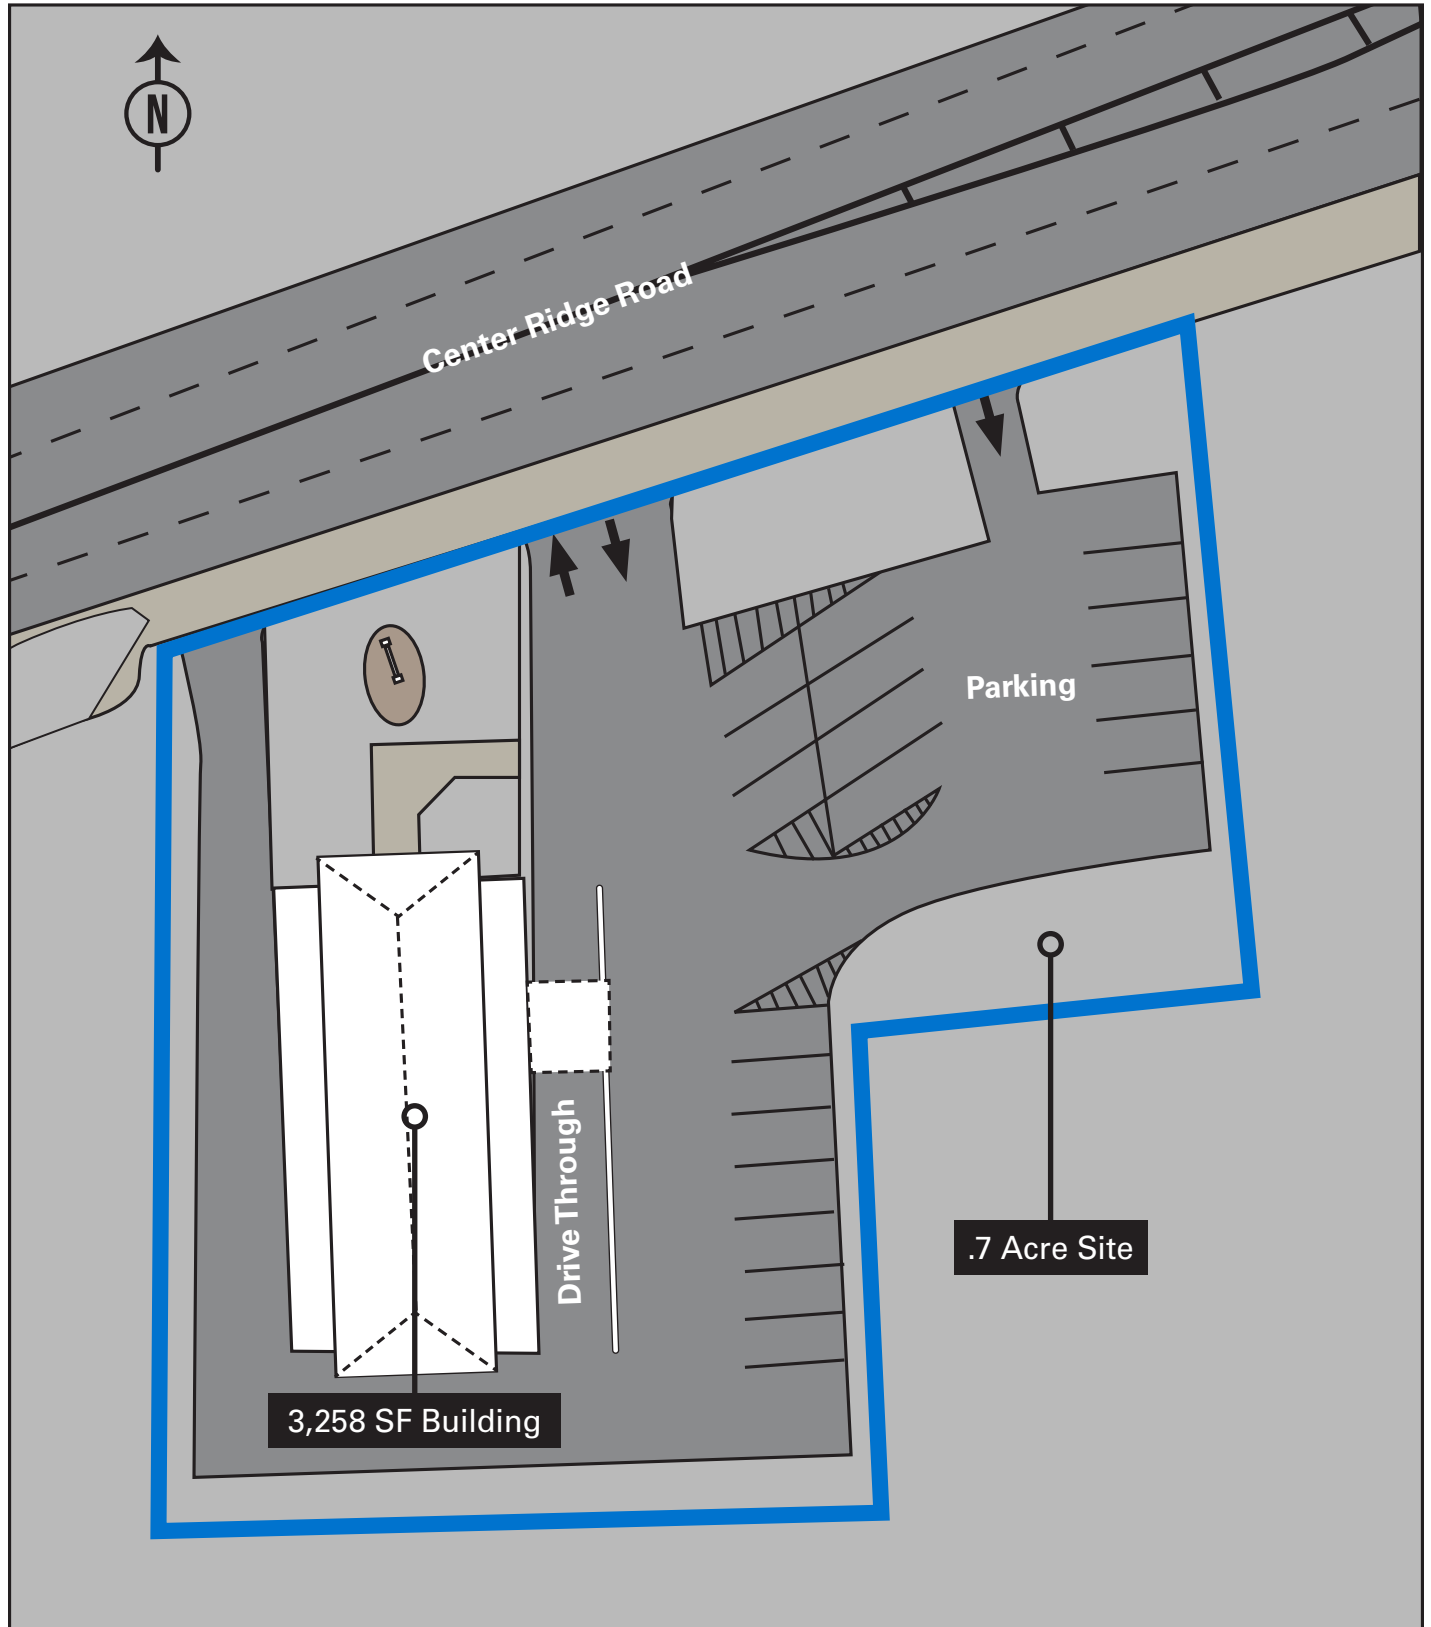 N
Center Ridge Road
Parking
Drive Through
.7 Acre Site
3,258 SF Building